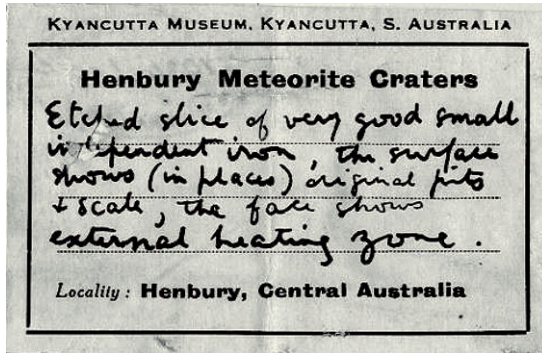 KYANCUTTA MUSEUM, KYANCUTTA, S. AUSTRALIA
Henbury Meteorite Craters
Etched slice of very good small
independent iron, the surface
shows (in places) original pits
& scale, the face shows
external heating zone.
Locality: Henbury, Central Australia